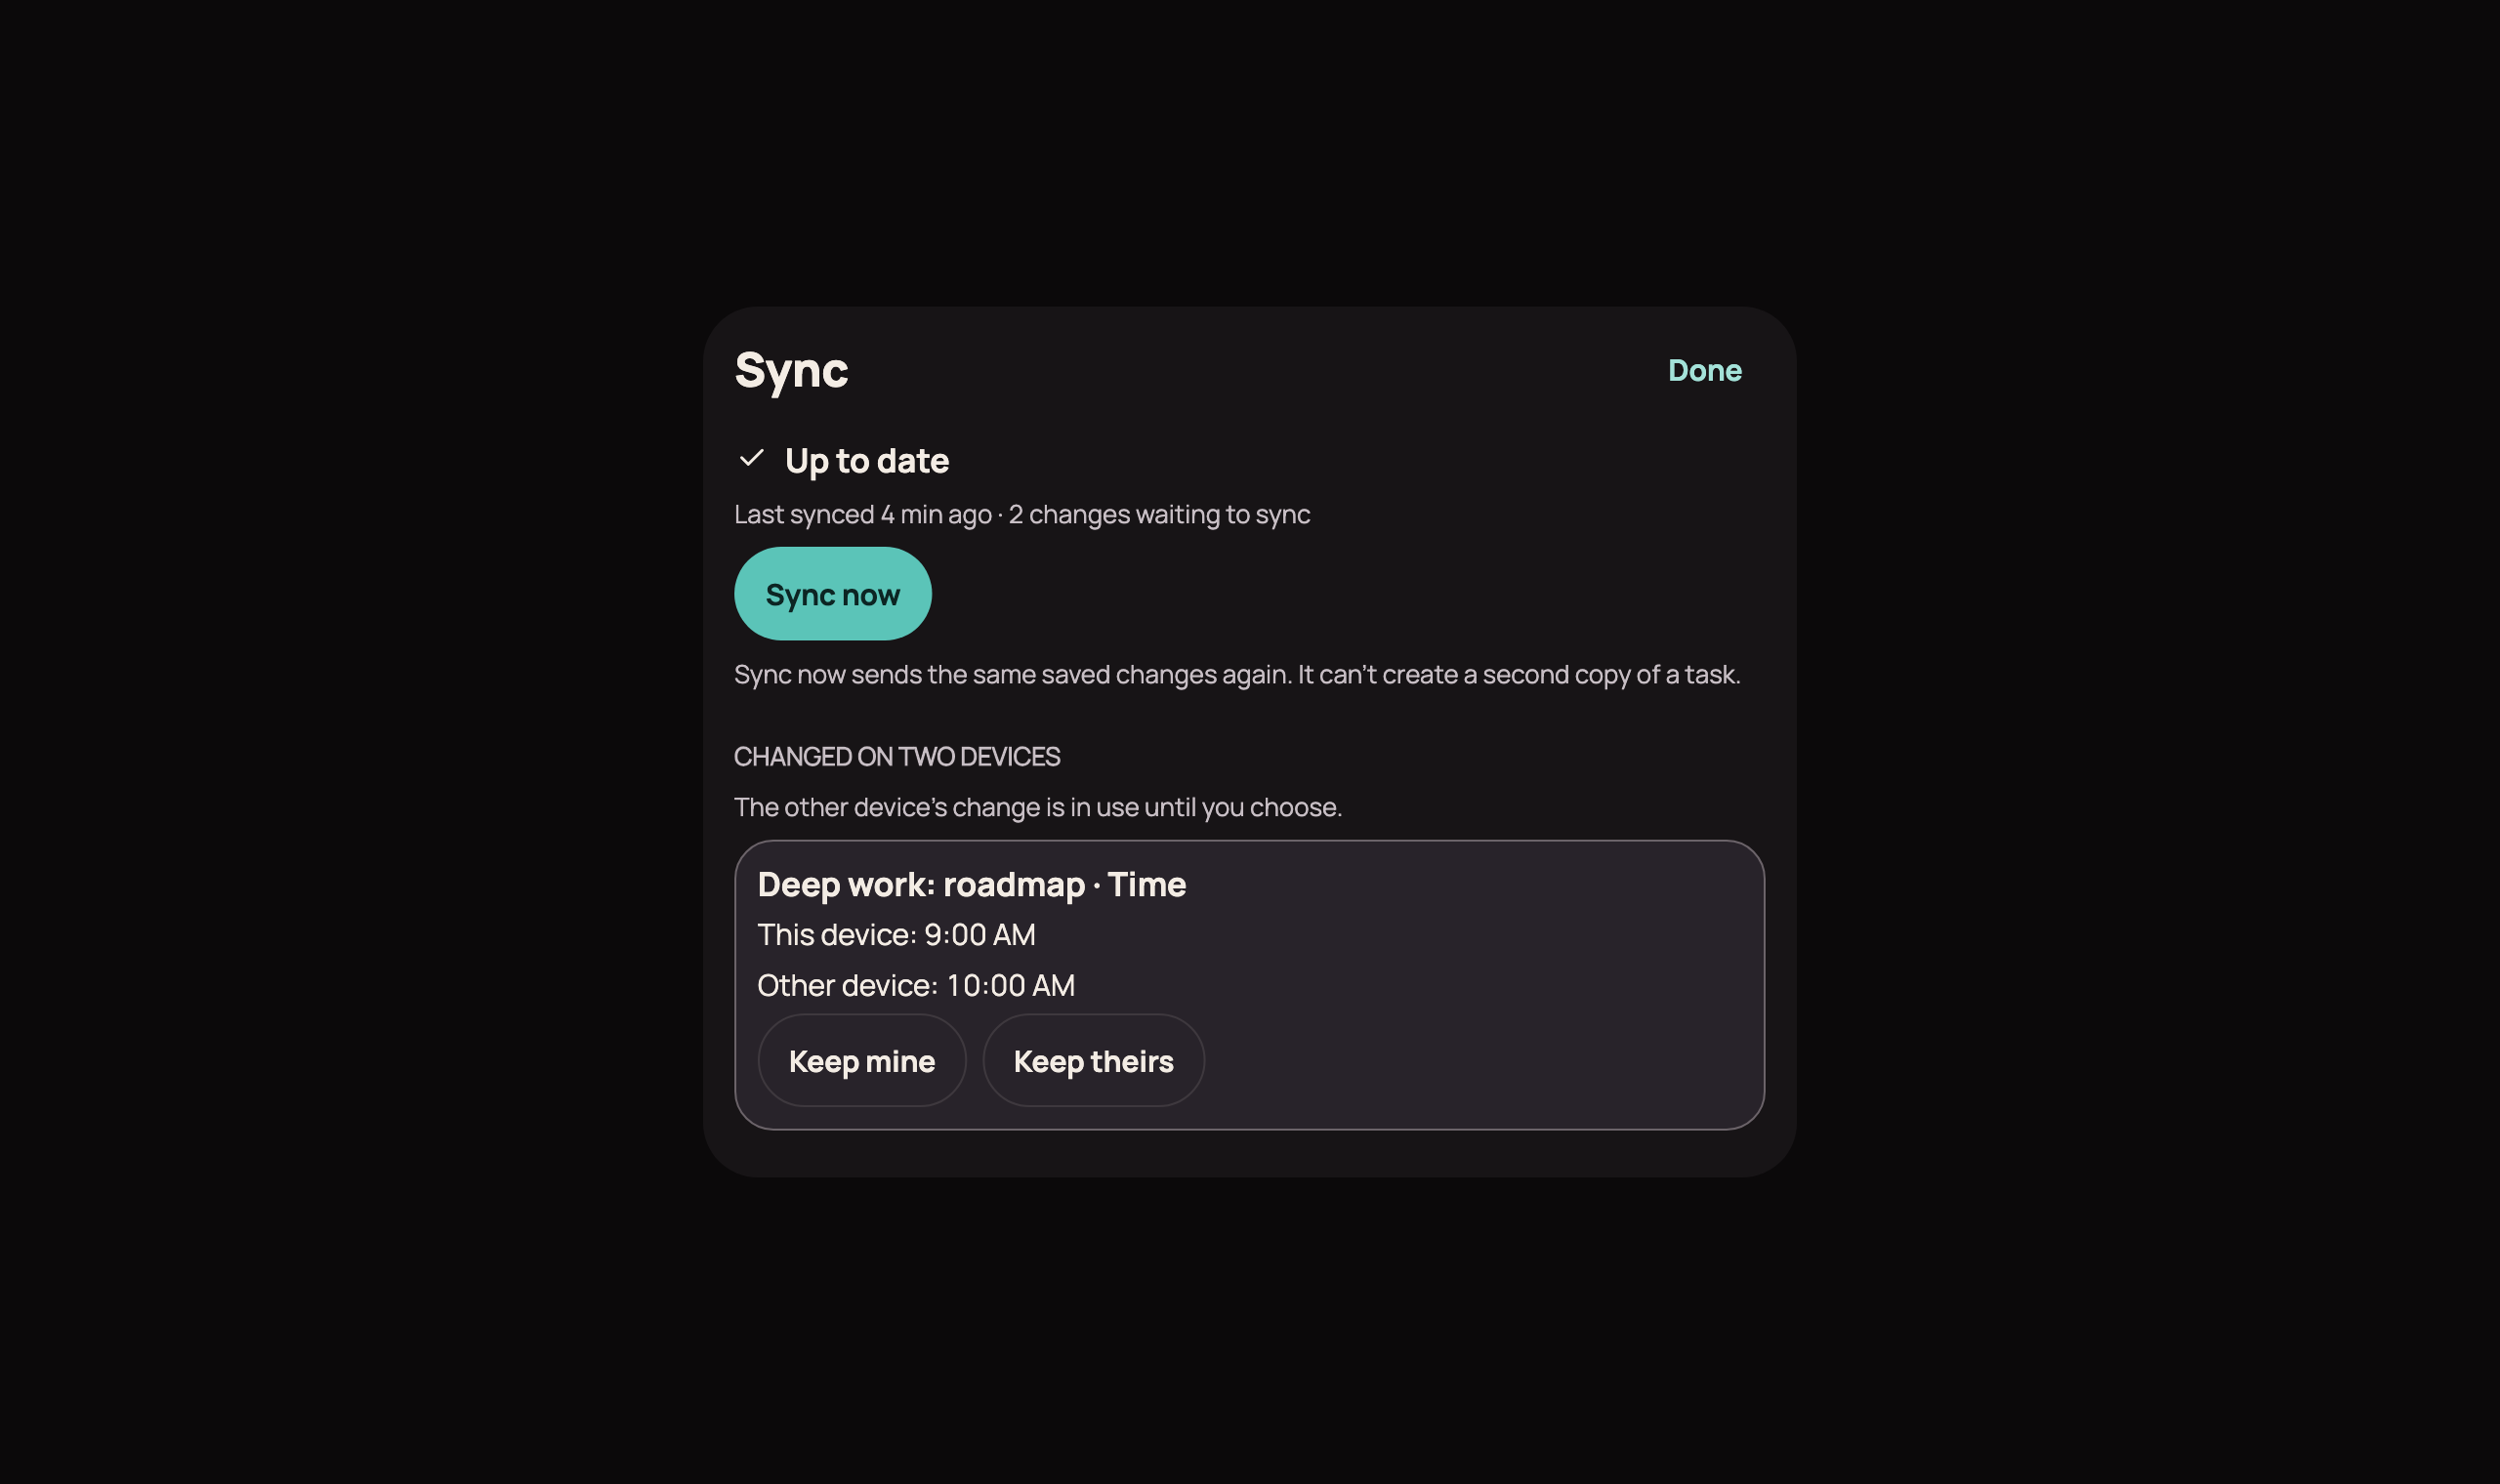 Sync
Done
Up to date
Last synced 4 min ago · 2 changes waiting to sync
Sync now
Sync now sends the same saved changes again. It can’t create a second copy of a task.
CHANGED ON TWO DEVICES
The other device’s change is in use until you choose.
Deep work: roadmap · Time
This device: 9:00 AM
Other device: 10:00 AM
Keep mine
Keep theirs